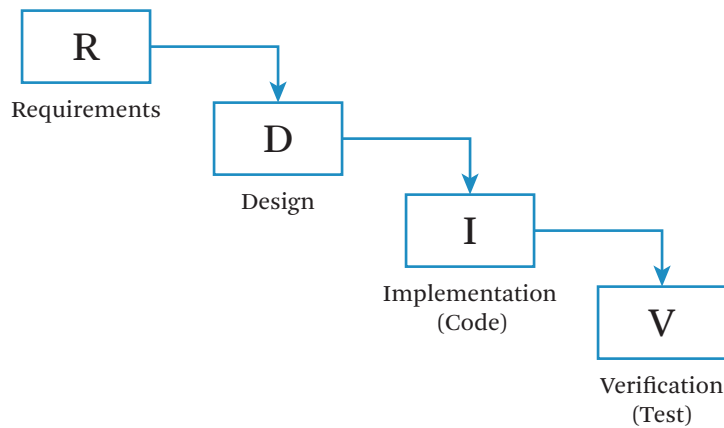 R
Requirements
D
Design
I
Implementation
(Code)
V
Verification
(Test)